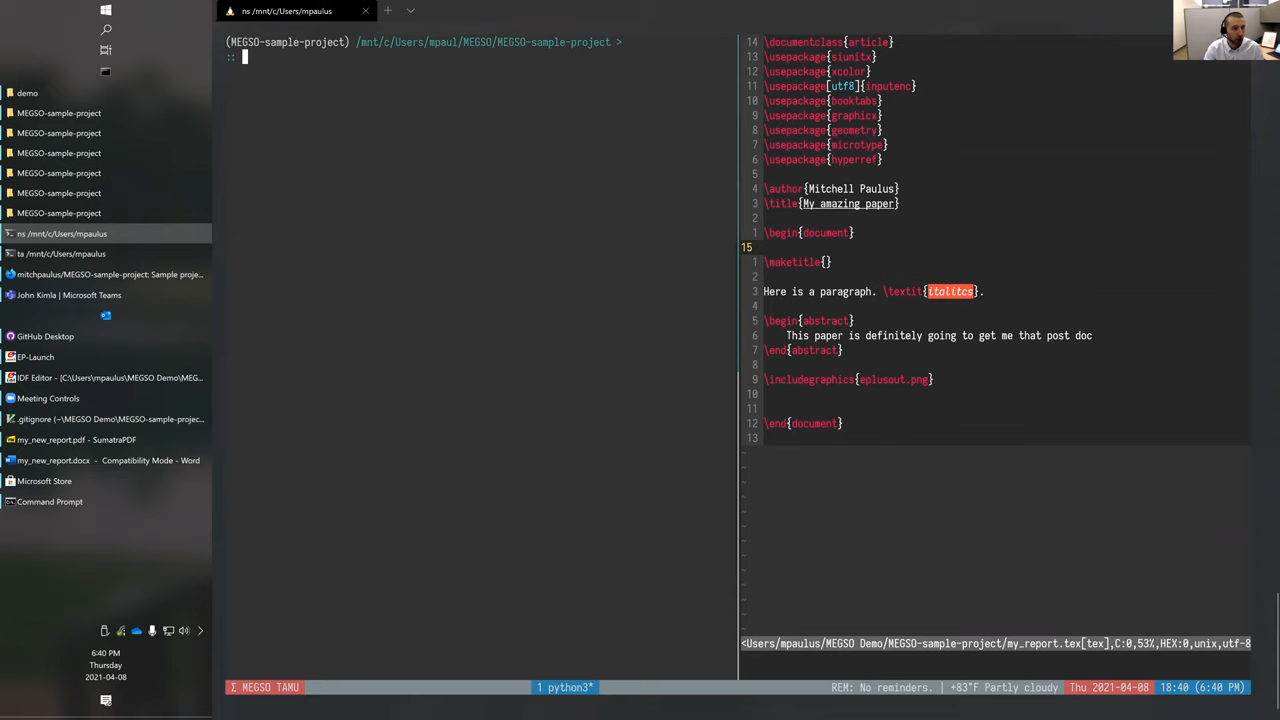 ns /mnt/c/Users/mpaulus
demo
MEGSO-sample-project
MEGSO-sample-project
MEGSO-sample-project
MEGSO-sample-project
MEGSO-sample-project
MEGSO-sample-project
ns /mnt/c/Users/mpaulus
ta /mnt/c/Users/mpaulus
mitchpaulus/MEGSO-sample-project: Sample proje...
John Kimla | Microsoft Teams
GitHub Desktop
EP-Launch
IDF Editor - [C:\Users\mpaulus\MEGSO Demo\MEG...
Meeting Controls
.gitignore (~\MEGSO Demo\MEGSO-sample-projec...
my_new_report.pdf - SumatraPDF
my_new_report.docx - Compatibility Mode - Word
Microsoft Store
Command Prompt
6:40 PM
Thursday
2021-04-08
(MEGSO-sample-project) /mnt/c/Users/mpaul/MEGSO/MEGSO-sample-project >
::
14 \documentclass{article}
13 \usepackage{siunitx}
12 \usepackage{xcolor}
11 \usepackage[utf8]{inputenc}
10 \usepackage{booktabs}
9 \usepackage{graphicx}
8 \usepackage{geometry}
7 \usepackage{microtype}
6 \usepackage{hyperref}
5
4 \author{Mitchell Paulus}
3 \title{My amazing paper}
2
1 \begin{document}
15
1 \maketitle{}
2
3 Here is a paragraph. \textit{italitcs}.
4
5 \begin{abstract}
6 This paper is definitely going to get me that post doc
7 \end{abstract}
8
9 \includegraphics{eplusout.png}
10
11
12 \end{document}
13
~
~
~
~
~
~
~
~
~
~
~
~
~
<Users/mpaulus/MEGSO Demo/MEGSO-sample-project/my_report.tex[tex],C:0,53%,HEX:0,unix,utf-8
Σ MEGSO TAMU 1 python3* REM: No reminders. | +83°F Partly cloudy Thu 2021-04-08 18:40 (6:40 PM)